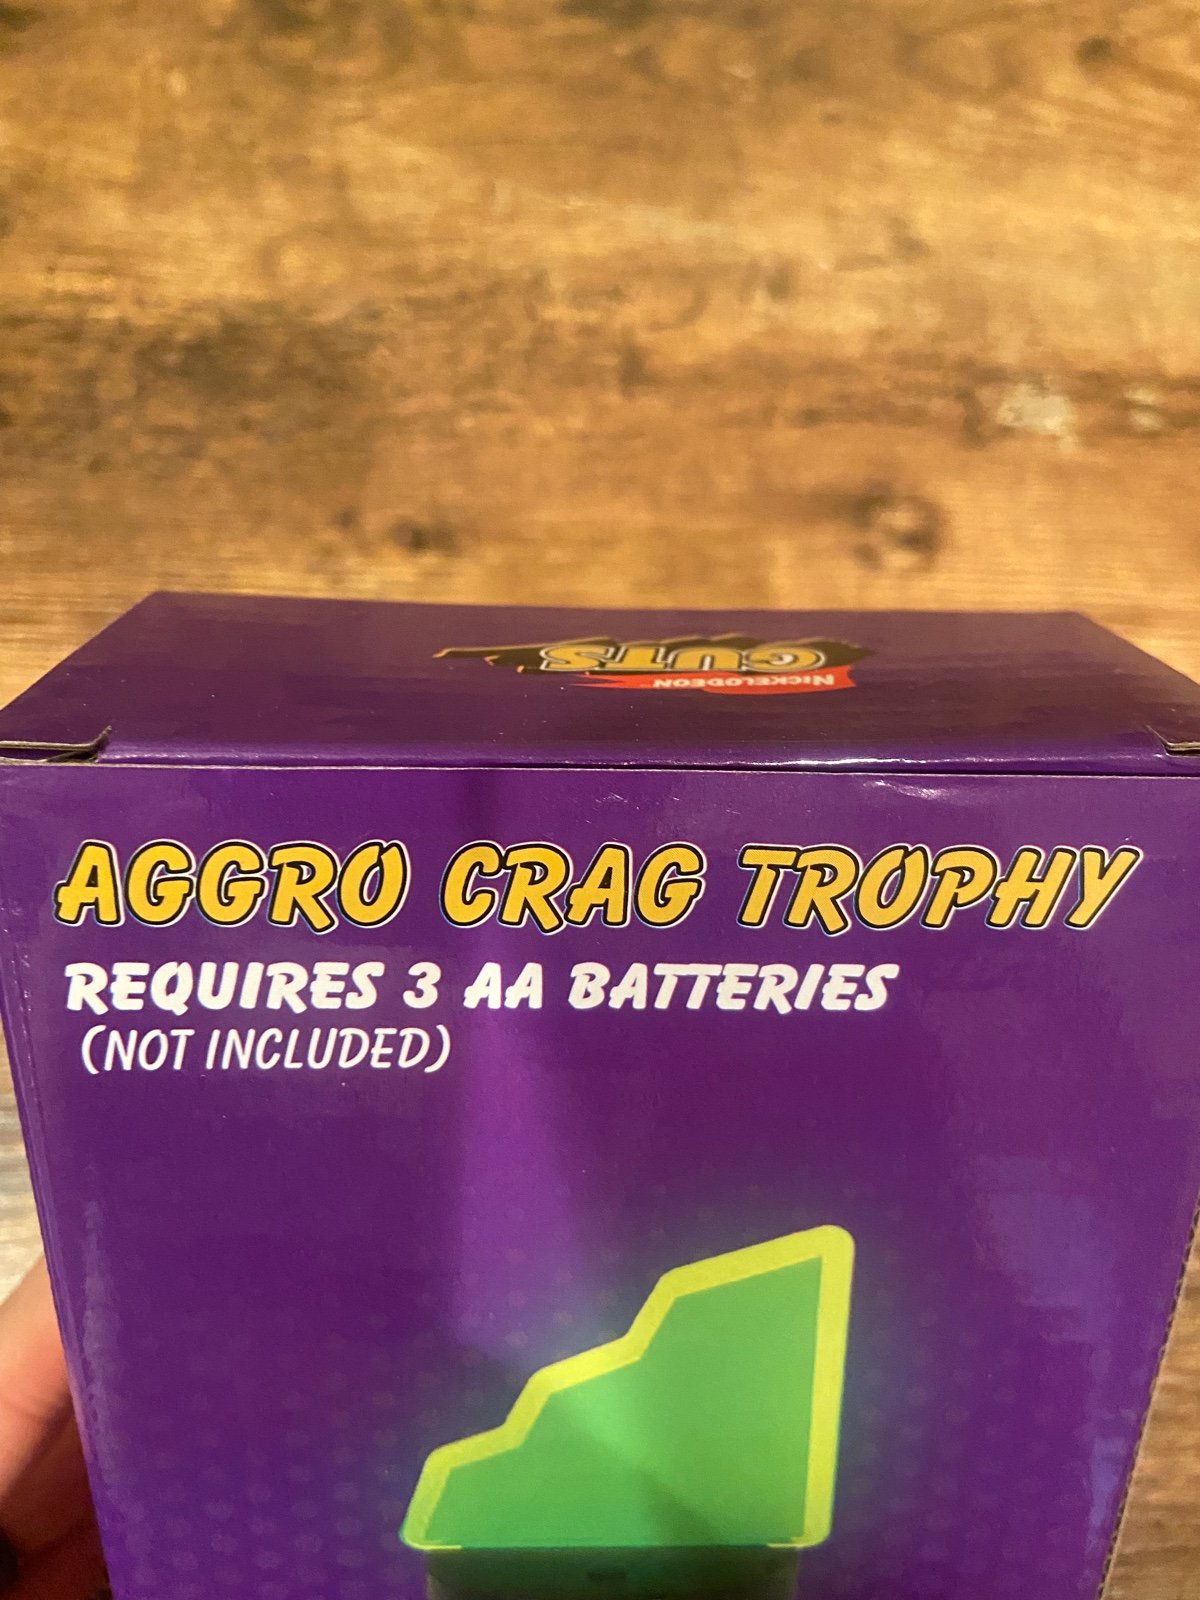 NICKELODEON
GUTS
AGGRO CRAG TROPHY
REQUIRES 3 AA BATTERIES
(NOT INCLUDED)